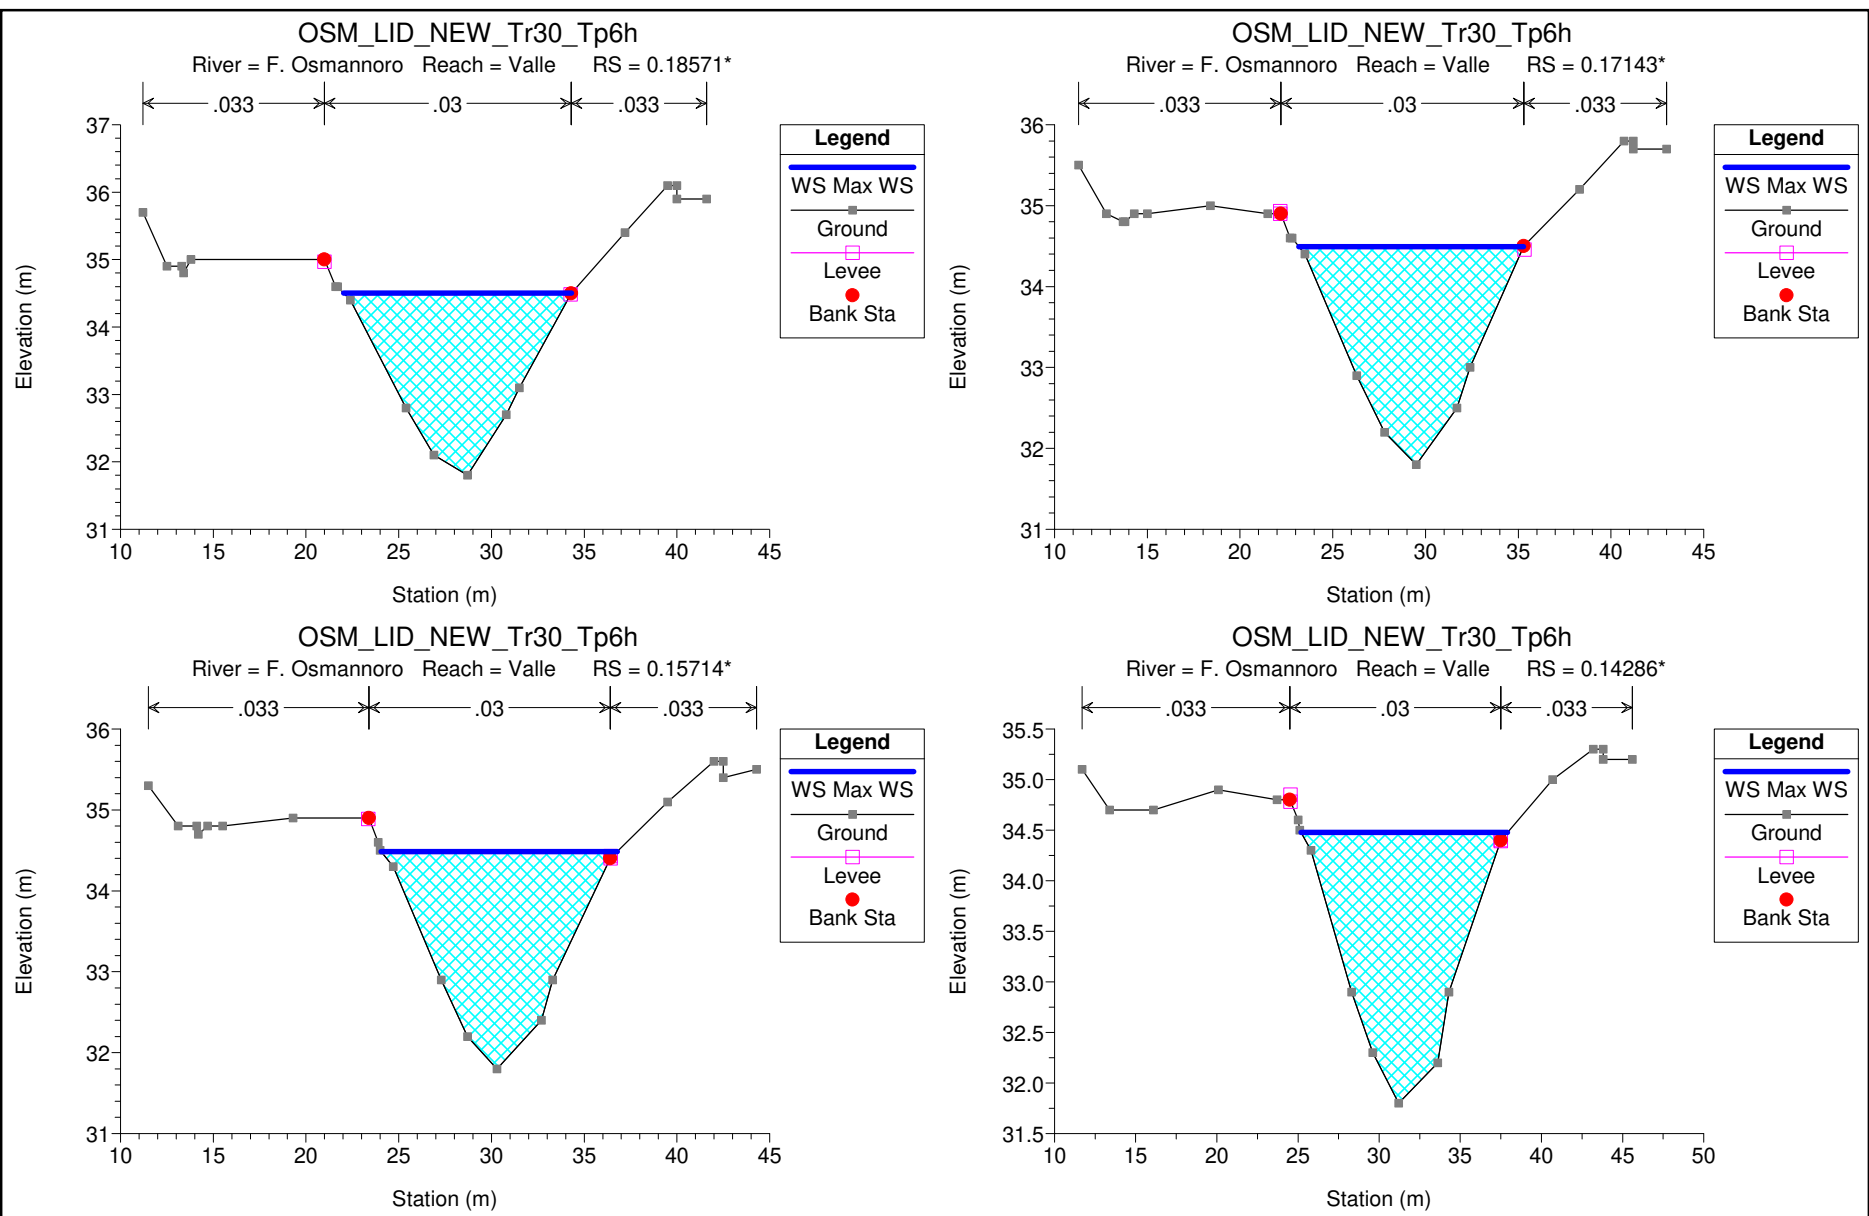 OSM_LID_NEW_Tr30_Tp6h
River = F. Osmannoro Reach = Valle RS = 0.18571*
.033 .03 .033
37
36
35
34
33
32
31
10 15 20 25 30 35 40 45
Station (m)
Elevation (m)
Legend
WS Max WS
Ground
Levee
Bank Sta
OSM_LID_NEW_Tr30_Tp6h
River = F. Osmannoro Reach = Valle RS = 0.17143*
.033 .03 .033
36
35
34
33
32
31
10 15 20 25 30 35 40 45
Station (m)
Elevation (m)
Legend
WS Max WS
Ground
Levee
Bank Sta
OSM_LID_NEW_Tr30_Tp6h
River = F. Osmannoro Reach = Valle RS = 0.15714*
.033 .03 .033
36
35
34
33
32
31
10 15 20 25 30 35 40 45
Station (m)
Elevation (m)
Legend
WS Max WS
Ground
Levee
Bank Sta
OSM_LID_NEW_Tr30_Tp6h
River = F. Osmannoro Reach = Valle RS = 0.14286*
.033 .03 .033
35.5
35.0
34.5
34.0
33.5
33.0
32.5
32.0
31.5
10 15 20 25 30 35 40 45 50
Station (m)
Elevation (m)
Legend
WS Max WS
Ground
Levee
Bank Sta